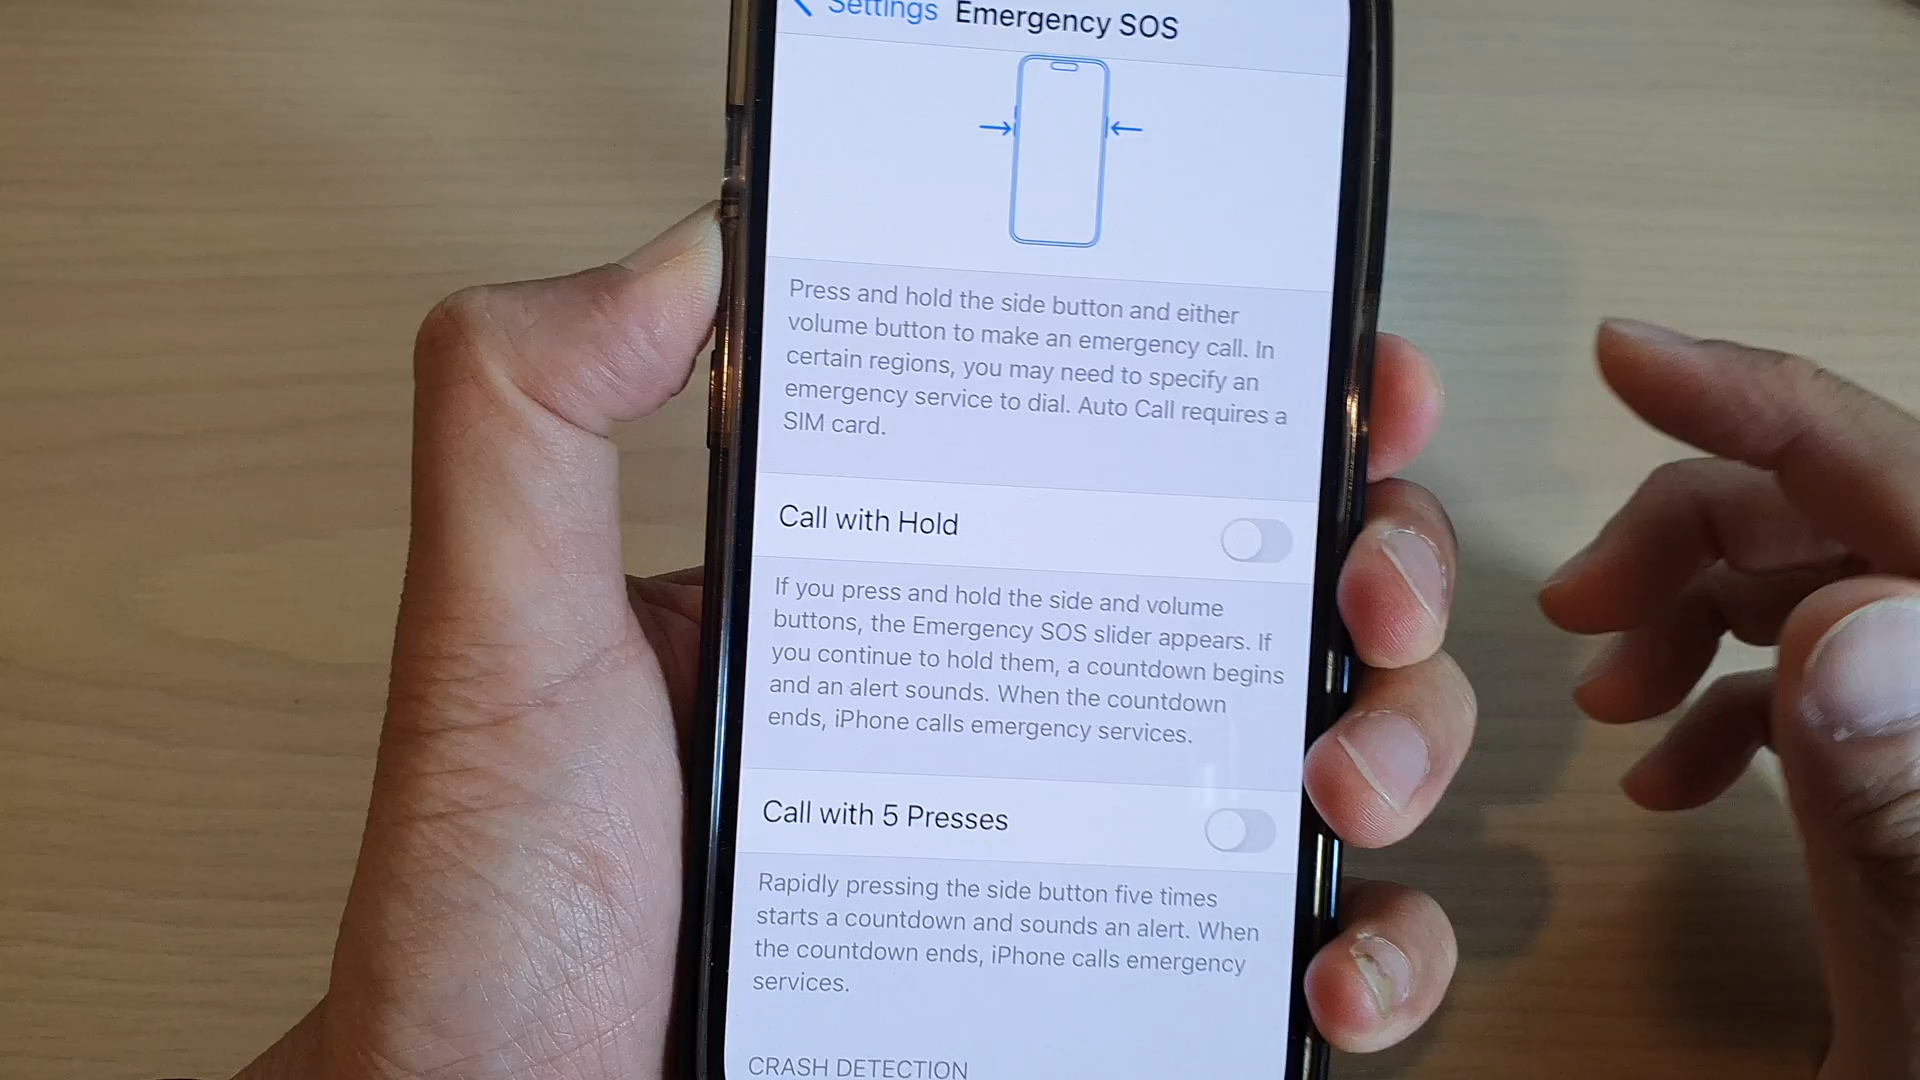 Settings Emergency SOS
Press and hold the side button and either
volume button to make an emergency call. In
certain regions, you may need to specify an
emergency service to dial. Auto Call requires a
SIM card.
Call with Hold
If you press and hold the side and volume
buttons, the Emergency SOS slider appears. If
you continue to hold them, a countdown begins
and an alert sounds. When the countdown
ends, iPhone calls emergency services.
Call with 5 Presses
Rapidly pressing the side button five times
starts a countdown and sounds an alert. When
the countdown ends, iPhone calls emergency
services.
CRASH DETECTION